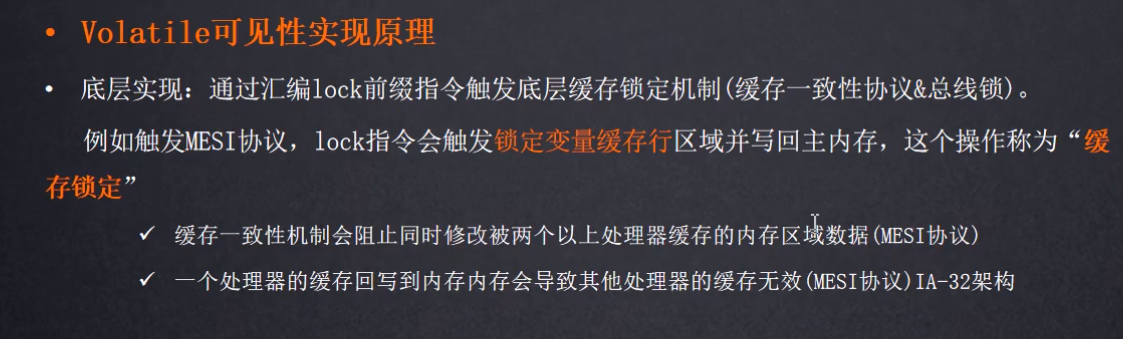 • Volatile可见性实现原理
• 底层实现：通过汇编lock前缀指令触发底层缓存锁定机制(缓存一致性协议&总线锁)。
例如触发MESI协议，lock指令会触发锁定变量缓存行区域并写回主内存，这个操作称为“缓
存锁定”
✓ 缓存一致性机制会阻止同时修改被两个以上处理器缓存的内存区域数据(MESI协议)
✓ 一个处理器的缓存回写到内存内存会导致其他处理器的缓存无效(MESI协议)IA-32架构